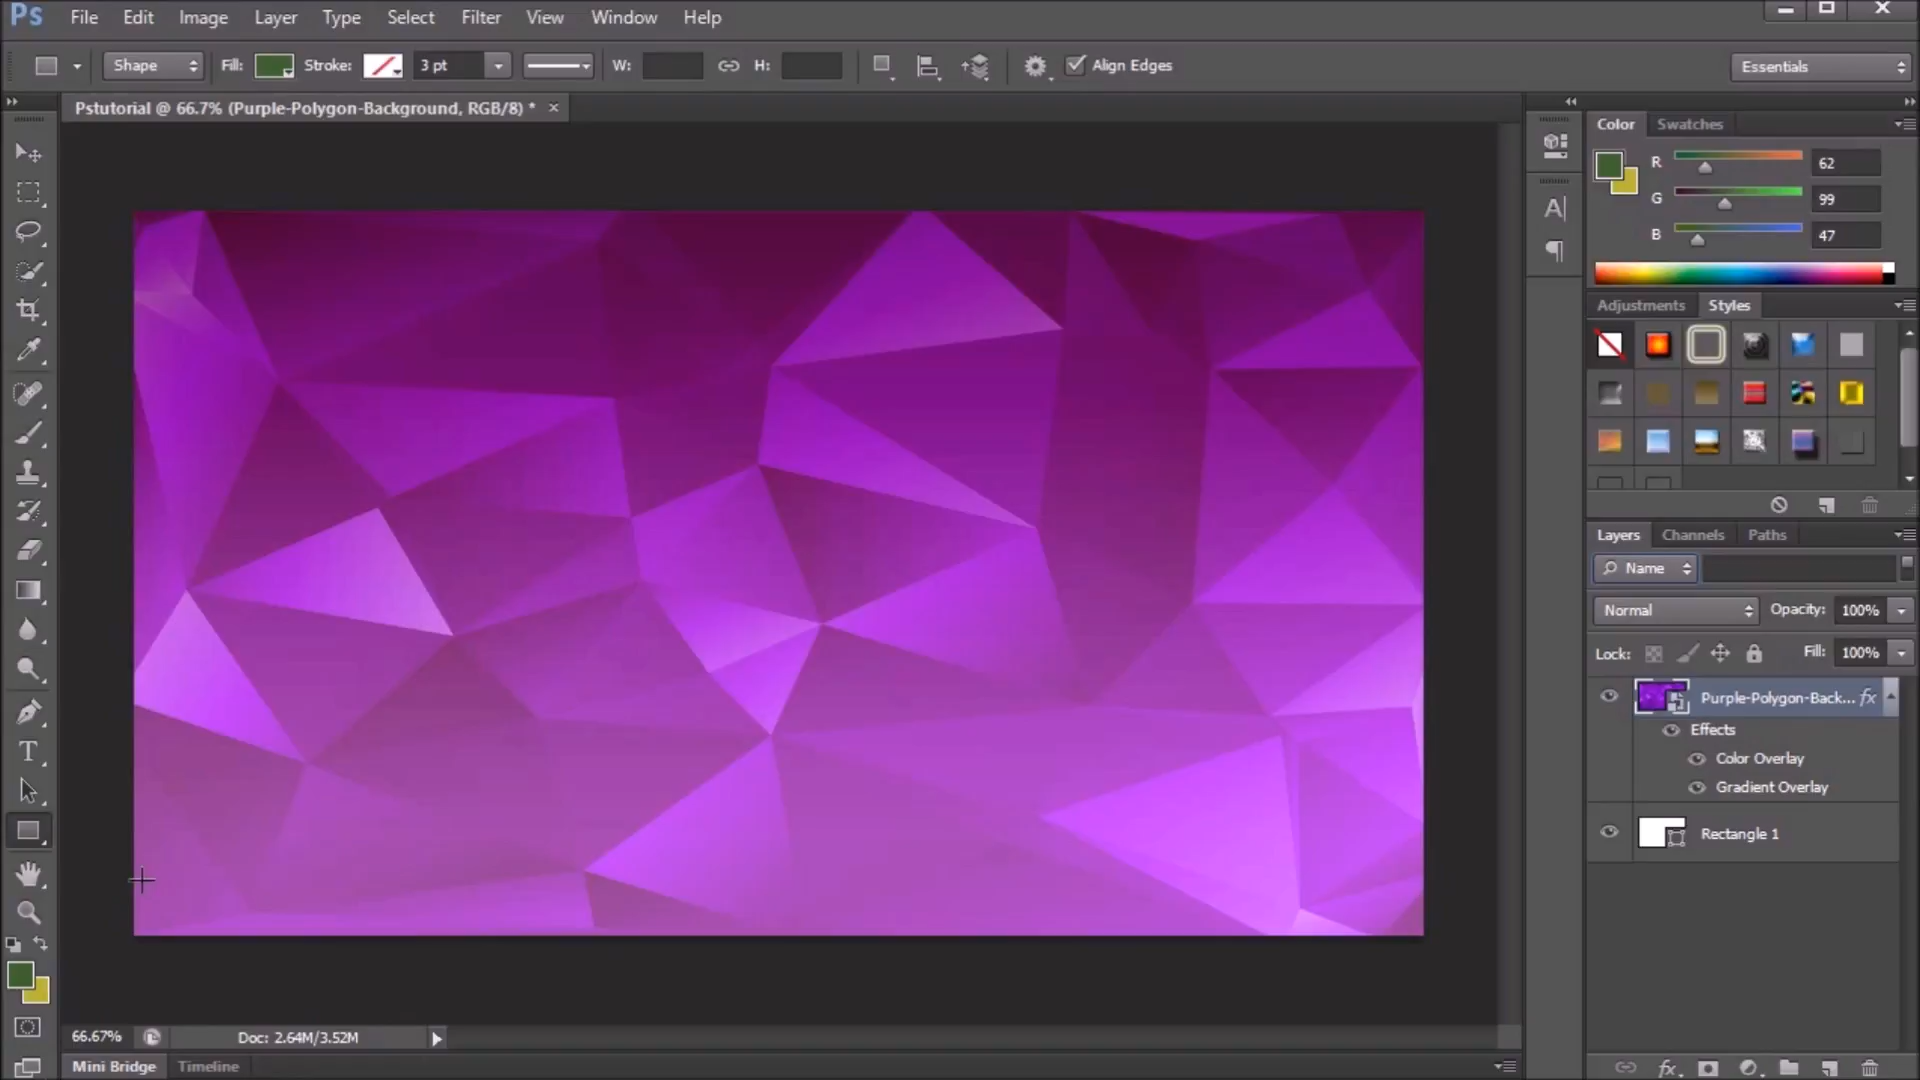 Ps File Edit Image Layer Type Select Filter View Window Help
Shape Fill: Stroke: 3 pt W: H: Align Edges Essentials
Pstutorial @ 66.7% (Purple-Polygon-Background, RGB/8) * ×
Color Swatches
R 62
G 99
B 47
Adjustments Styles
Layers Channels Paths
Name
Normal Opacity: 100%
Lock: Fill: 100%
Purple-Polygon-Back... fx
Effects
Color Overlay
Gradient Overlay
Rectangle 1
66.67% Doc: 2.64M/3.52M
Mini Bridge Timeline
fx